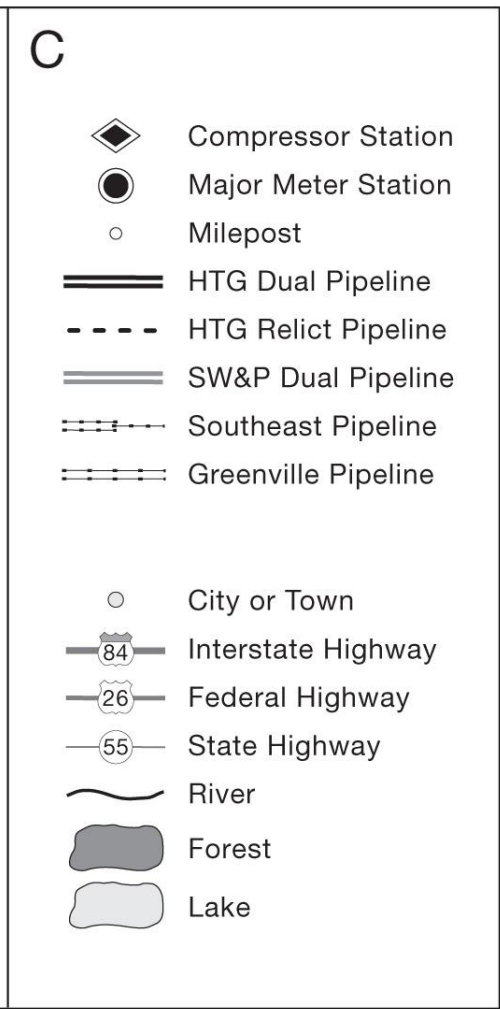 C
Compressor Station
Major Meter Station
Milepost
HTG Dual Pipeline
HTG Relict Pipeline
SW&P Dual Pipeline
Southeast Pipeline
Greenville Pipeline
City or Town
84 Interstate Highway
26 Federal Highway
55 State Highway
River
Forest
Lake